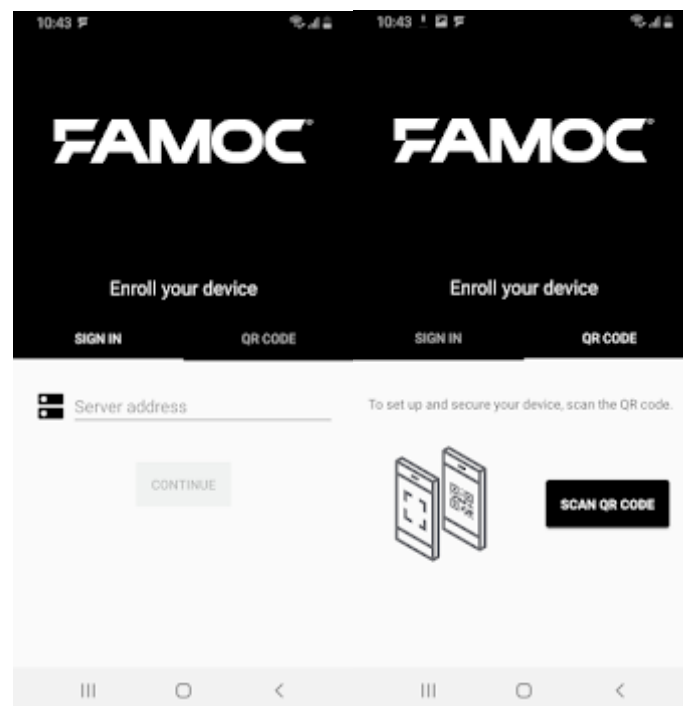 10:43
FAMOC®
Enroll your device
SIGN IN QR CODE
Server address
CONTINUE
10:43
FAMOC®
Enroll your device
SIGN IN QR CODE
To set up and secure your device, scan the QR code.
SCAN QR CODE